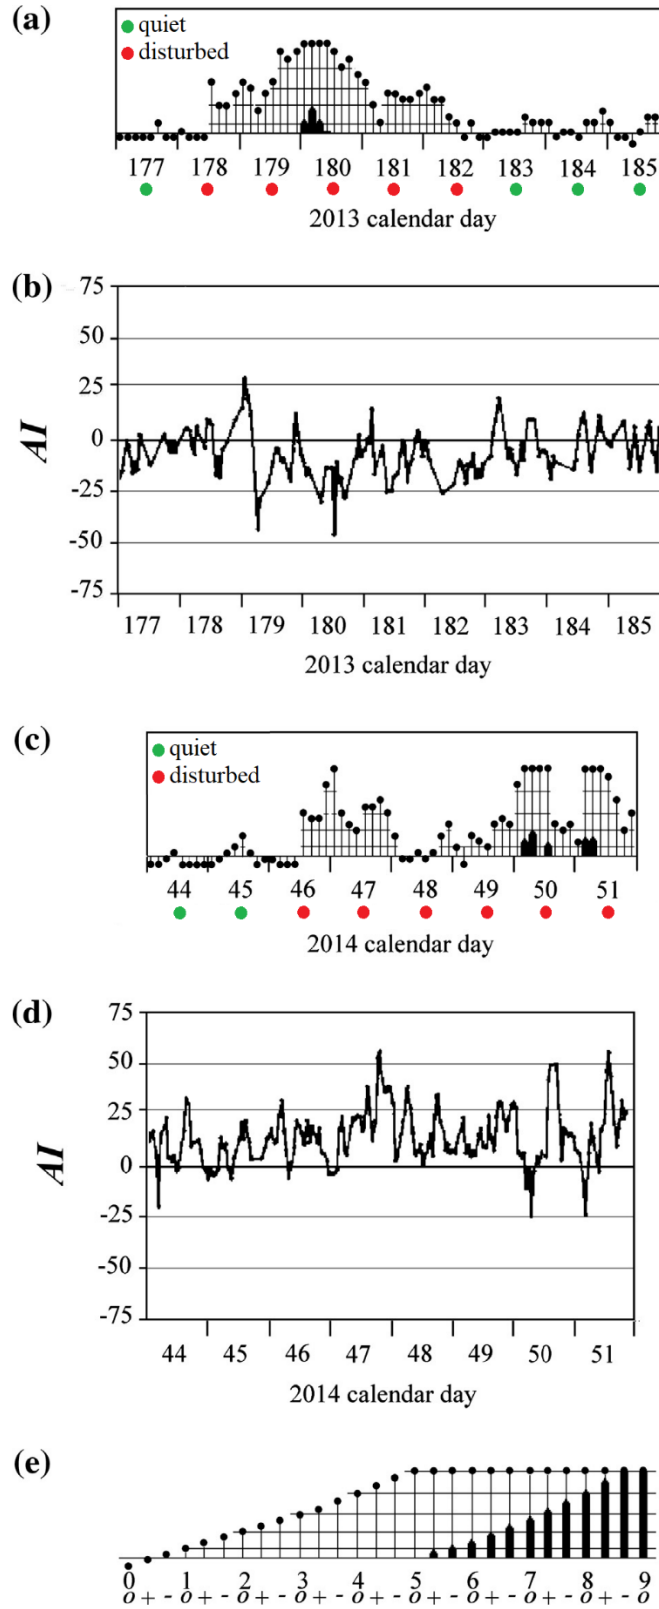 (a)
quiet
disturbed
177 178 179 180 181 182 183 184 185
2013 calendar day
(b)
75
50
25
0
-25
-50
-75
AI
177 178 179 180 181 182 183 184 185
2013 calendar day
(c)
quiet
disturbed
44 45 46 47 48 49 50 51
2014 calendar day
(d)
75
50
25
0
-25
-50
-75
AI
44 45 46 47 48 49 50 51
2014 calendar day
(e)
0 1 2 3 4 5 6 7 8 9
o + - o + - o + - o + - o + - o + - o + - o + - o + - o